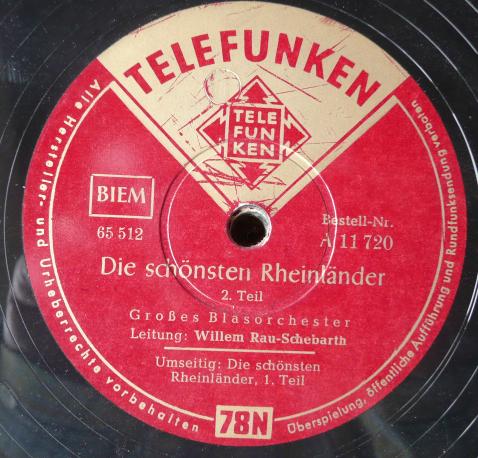 TELEFUNKEN
TELE
FUN
KEN
BIEM
65 512
Bestell-Nr.
A 11 720
Die schönsten Rheinländer
2. Teil
Großes Blasorchester
Leitung: Willem Rau-Schebarth
Umseitig: Die schönsten
Rheinländer, 1. Teil
78N
Alle Hersteller- und Urheberrechte vorbehalten
Überspielung, öffentliche Aufführung und Rundfunksendung verboten